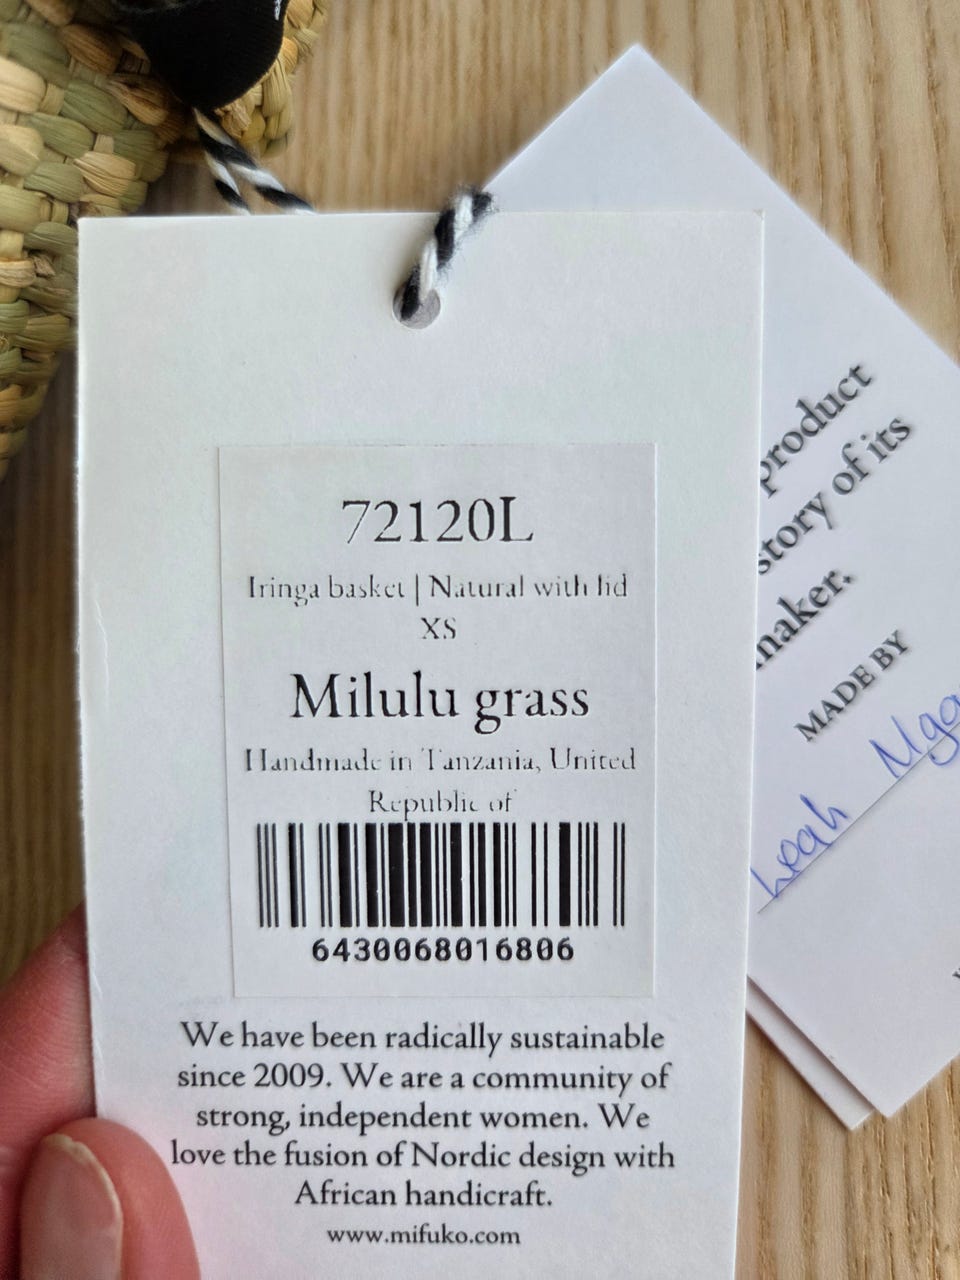 72120L
Iringa basket | Natural with lid
XS
Milulu grass
Handmade in Tanzania, United
Republic of
6430068016806
We have been radically sustainable
since 2009. We are a community of
strong, independent women. We
love the fusion of Nordic design with
African handicraft.
www.mifuko.com
product
story of its
maker.
MADE BY
Leah